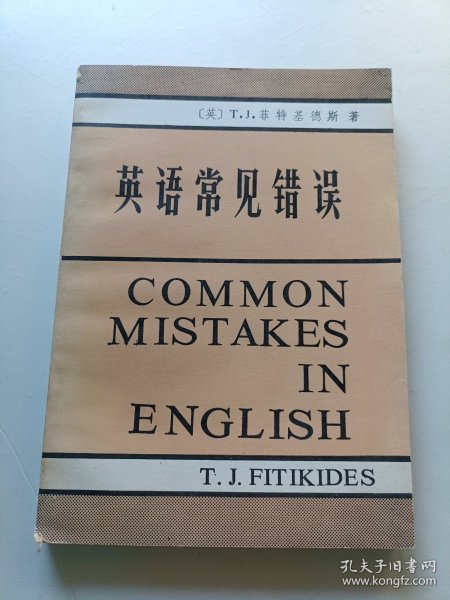 〔英〕T.J.菲特基德斯 著
英语常见错误
COMMON
MISTAKES
IN
ENGLISH
T. J. FITIKIDES
孔夫子旧书网
www.kongfz.com